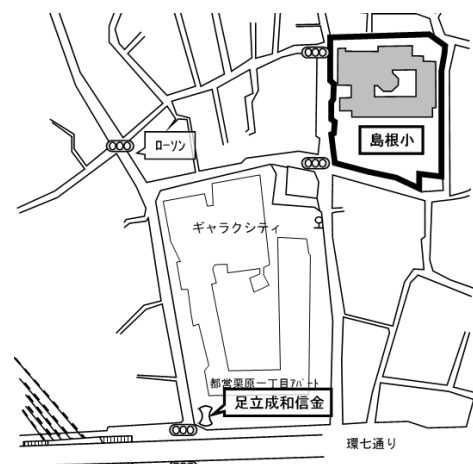 島根小
ローソン
ギャラクシティ
都営栗原一丁目アパート
足立成和信金
環七通り